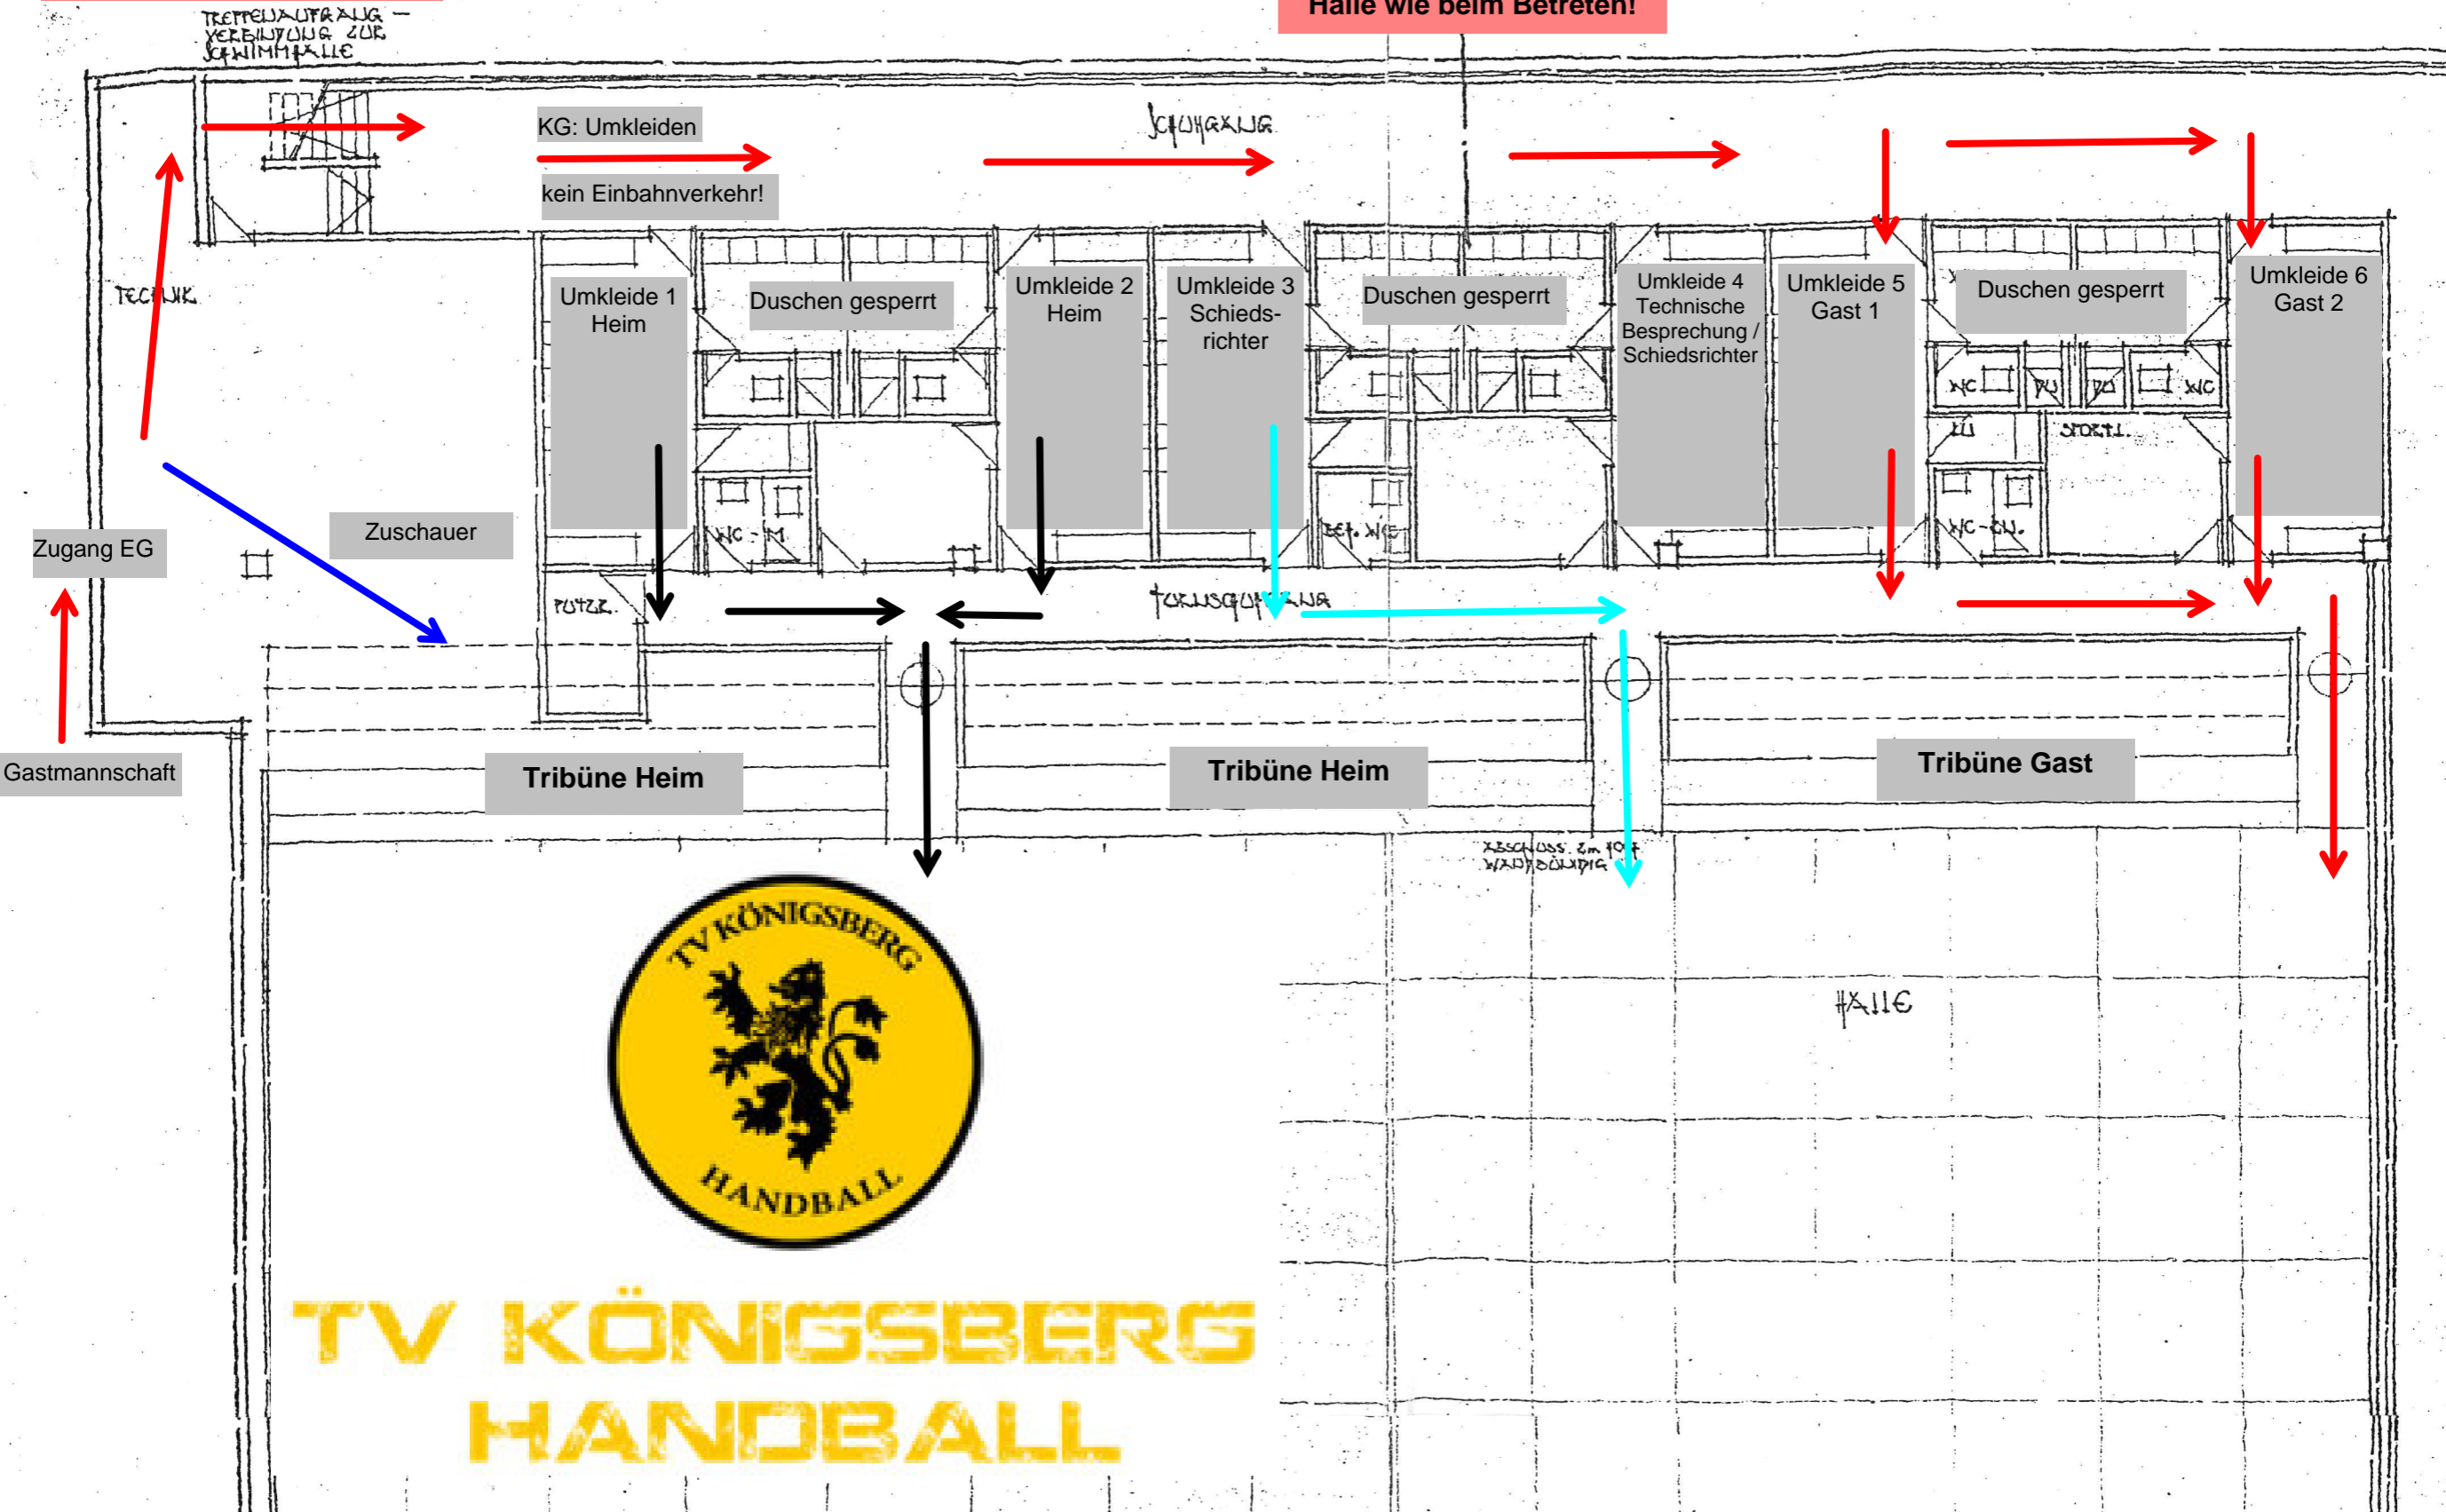 Halle wie beim Betreten!
TREPPENAUFGANG –
VERBINDUNG ZUR
SCHWIMMHALLE
KG: Umkleiden
kein Einbahnverkehr!
SCHUHGANG
TECHNIK
Umkleide 1
Heim
Duschen gesperrt
Umkleide 2
Heim
Umkleide 3
Schieds-
richter
Duschen gesperrt
Umkleide 4
Technische
Besprechung /
Schiedsrichter
Umkleide 5
Gast 1
Duschen gesperrt
Umkleide 6
Gast 2
WC
DU
DU
WC
WC - M
Zuschauer
Zugang EG
PUTZR.
TURNSCHUHGANG
Gastmannschaft
Tribüne Heim
Tribüne Heim
Tribüne Gast
HALLE
TV KÖNIGSBERG
HANDBALL
TV KÖNIGSBERG
HANDBALL